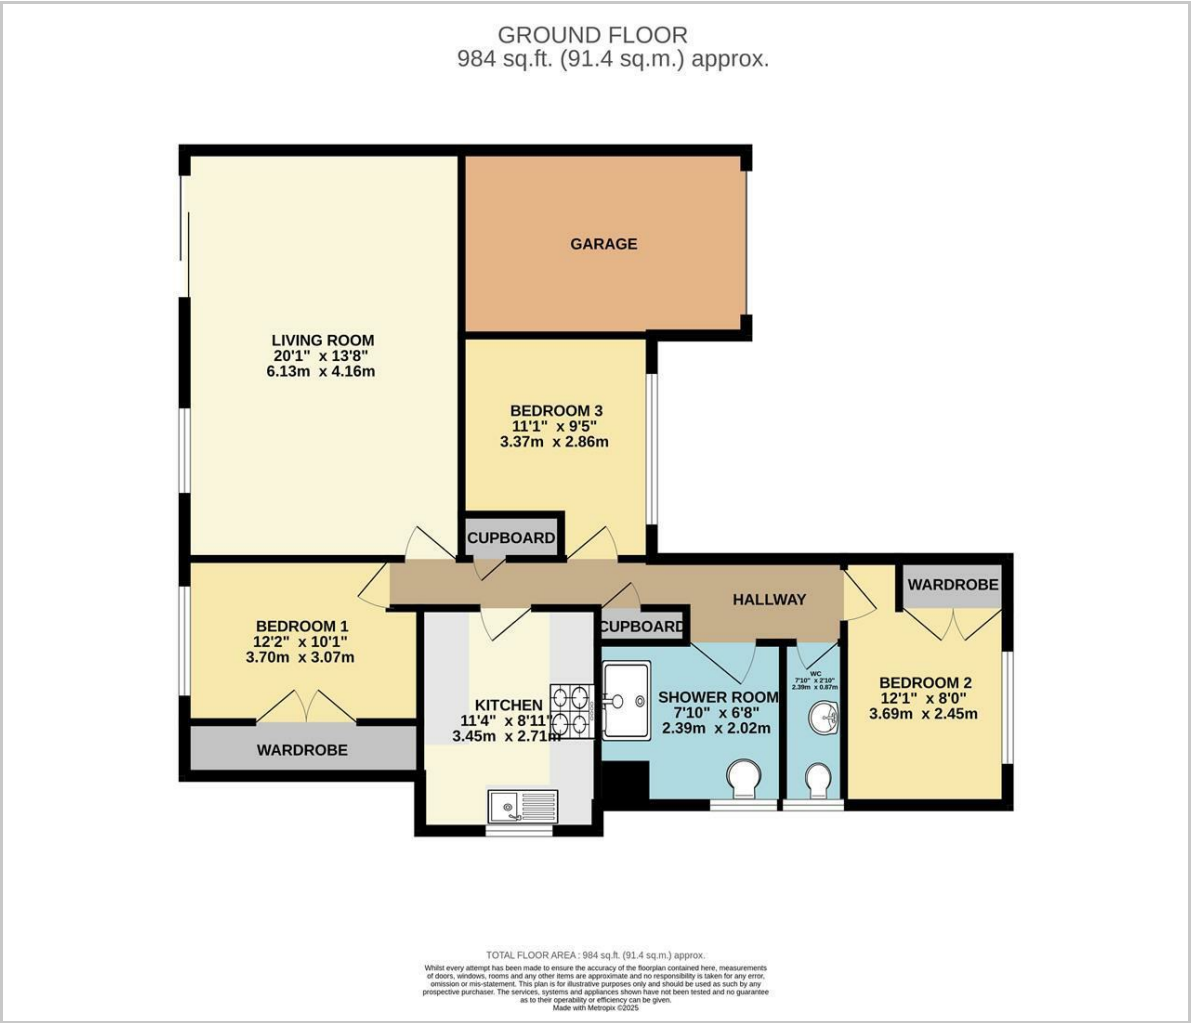 GROUND FLOOR
984 sq.ft. (91.4 sq.m.) approx.
GARAGE
LIVING ROOM
20'1" x 13'8"
6.13m x 4.16m
BEDROOM 3
11'1" x 9'5"
3.37m x 2.86m
CUPBOARD
WARDROBE
HALLWAY
BEDROOM 1
12'2" x 10'1"
3.70m x 3.07m
CUPBOARD
WC
7'10" x 2'10"
2.39m x 0.87m
BEDROOM 2
12'1" x 8'0"
3.69m x 2.45m
SHOWER ROOM
7'10" x 6'8"
2.39m x 2.02m
KITCHEN
11'4" x 8'11"
3.45m x 2.71m
WARDROBE
TOTAL FLOOR AREA : 984 sq.ft. (91.4 sq.m.) approx.
Whilst every attempt has been made to ensure the accuracy of the floorplan contained here, measurements
of doors, windows, rooms and any other items are approximate and no responsibility is taken for any error,
omission or mis-statement. This plan is for illustrative purposes only and should be used as such by any
prospective purchaser. The services, systems and appliances shown have not been tested and no guarantee
as to their operability or efficiency can be given.
Made with Metropix ©2025